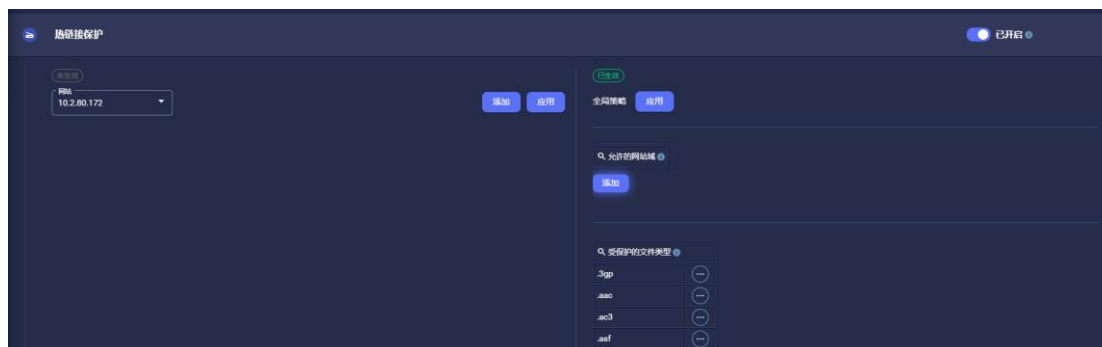 热链接保护
已开启
未生效
网站
10.2.80.172
添加
应用
已生效
全局策略
应用
允许的网站域
添加
受保护的文件类型
.3gp
.aac
.ac3
.asf